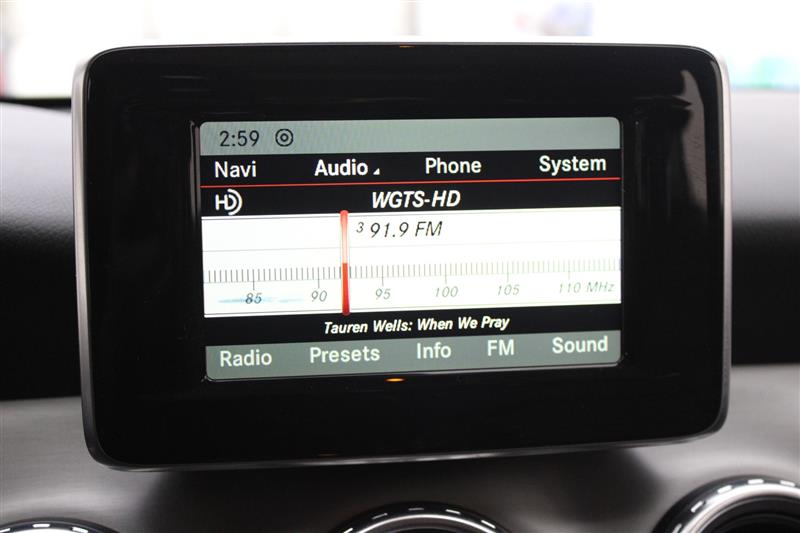 2:59
Navi Audio Phone System
HD WGTS-HD
3 91.9 FM
85 90 95 100 105 110 MHz
Tauren Wells: When We Pray
Radio Presets Info FM Sound